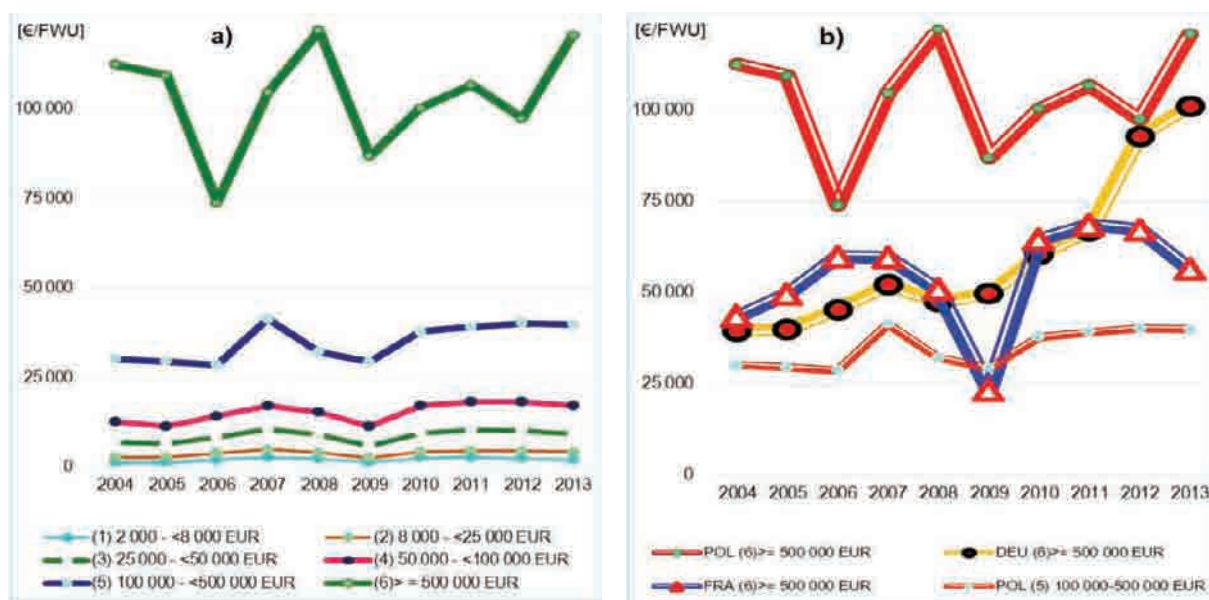 [€/FWU]
a)
100 000
75 000
50 000
25 000
0
2004 2005 2006 2007 2008 2009 2010 2011 2012 2013
(1) 2 000 - <8 000 EUR
(2) 8 000 - <25 000 EUR
(3) 25 000 - <50 000 EUR
(4) 50 000 - <100 000 EUR
(5) 100 000 - <500 000 EUR
(6)> = 500 000 EUR
[€/FWU]
b)
100 000
75 000
50 000
25 000
0
2004 2005 2006 2007 2008 2009 2010 2011 2012 2013
POL (6)>= 500 000 EUR
DEU (6)>= 500 000 EUR
FRA (6)>= 500 000 EUR
POL (5) 100 000-500 000 EUR